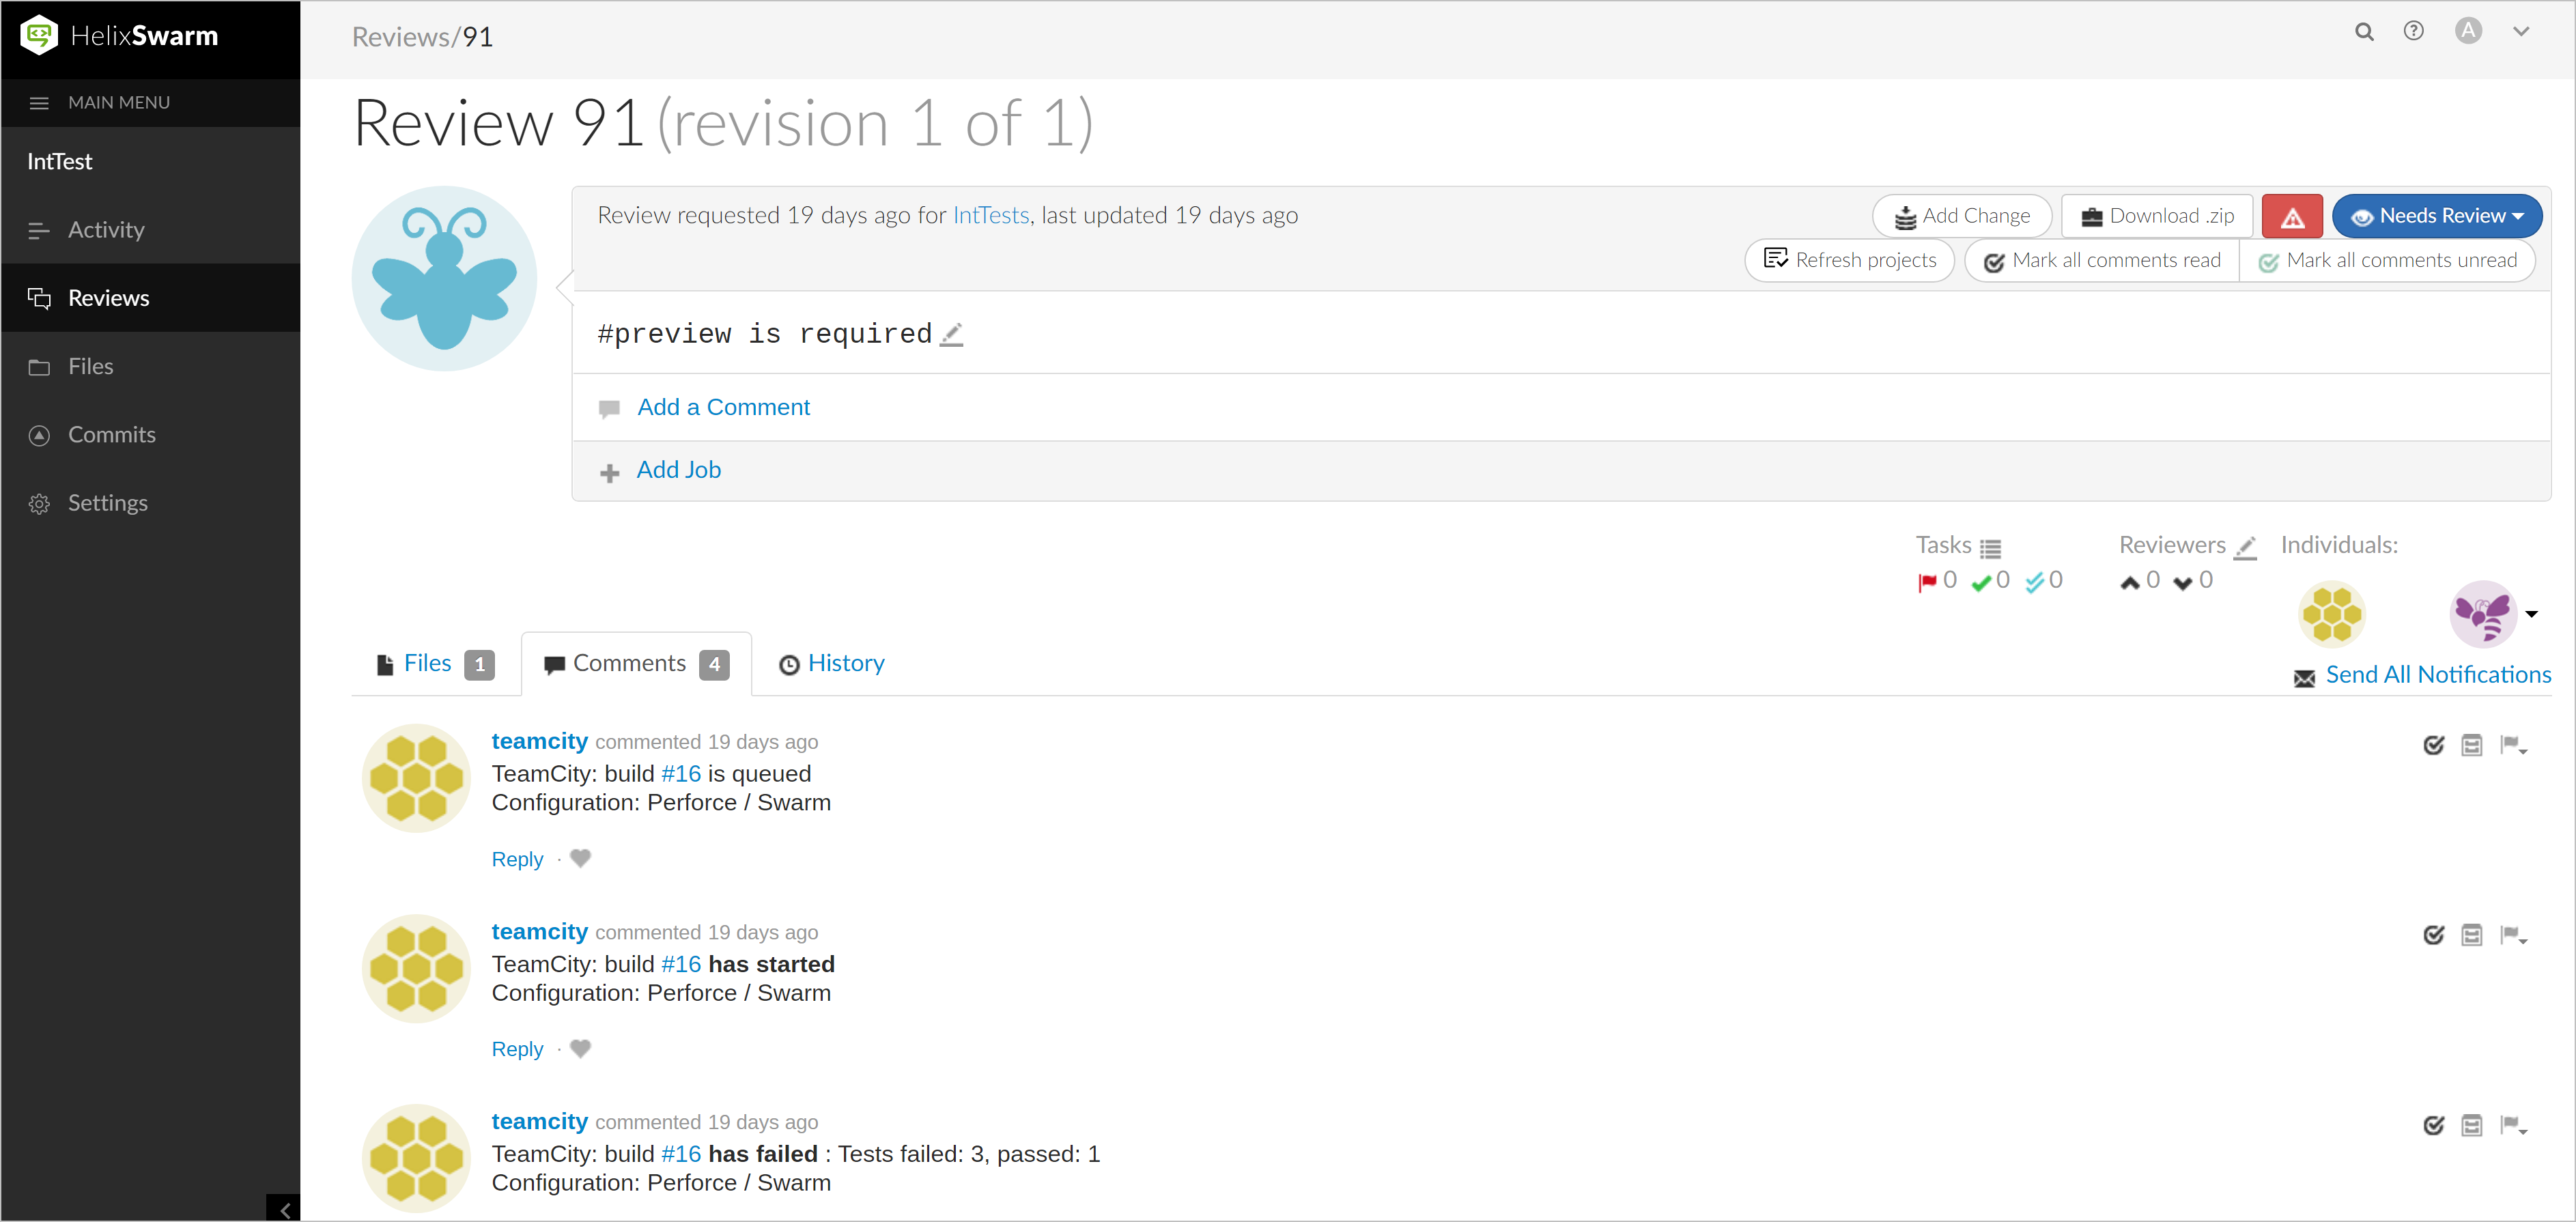 HelixSwarm
Reviews/91
A
MAIN MENU
IntTest
Activity
Reviews
Files
Commits
Settings
Review 91 (revision 1 of 1)
Review requested 19 days ago for IntTests, last updated 19 days ago
Add Change
Download .zip
Needs Review
Refresh projects
Mark all comments read
Mark all comments unread
#preview is required
Add a Comment
Add Job
Tasks
0 0 0
Reviewers
0 0
Individuals:
Send All Notifications
Files 1
Comments 4
History
teamcity commented 19 days ago
TeamCity: build #16 is queued
Configuration: Perforce / Swarm
Reply ·
teamcity commented 19 days ago
TeamCity: build #16 has started
Configuration: Perforce / Swarm
Reply ·
teamcity commented 19 days ago
TeamCity: build #16 has failed : Tests failed: 3, passed: 1
Configuration: Perforce / Swarm